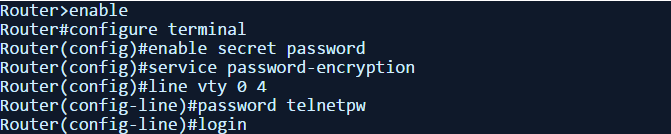 Router>enable
Router#configure terminal
Router(config)#enable secret password
Router(config)#service password-encryption
Router(config)#line vty 0 4
Router(config-line)#password telnetpw
Router(config-line)#login